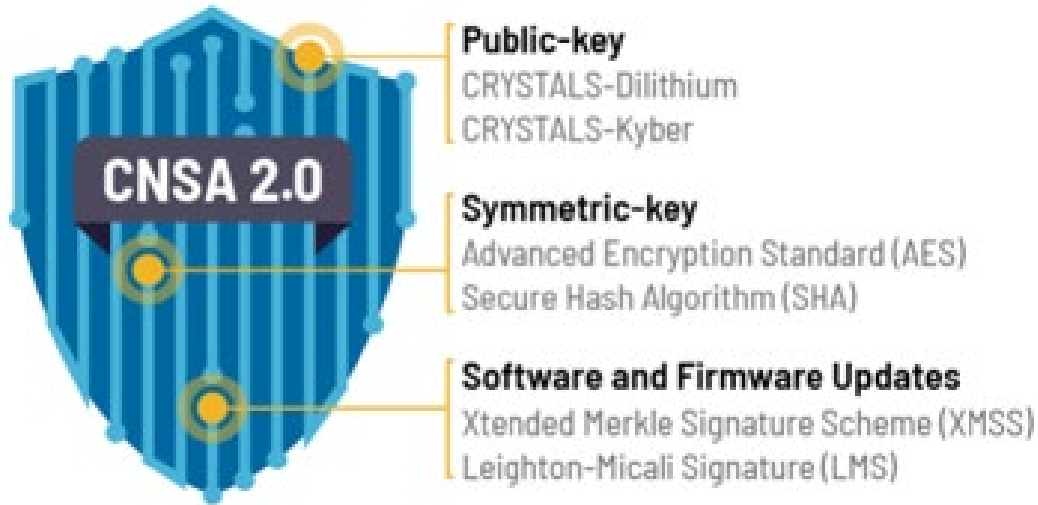 CNSA 2.0
Public-key
CRYSTALS-Dilithium
CRYSTALS-Kyber
Symmetric-key
Advanced Encryption Standard (AES)
Secure Hash Algorithm (SHA)
Software and Firmware Updates
Xtended Merkle Signature Scheme (XMSS)
Leighton-Micali Signature (LMS)